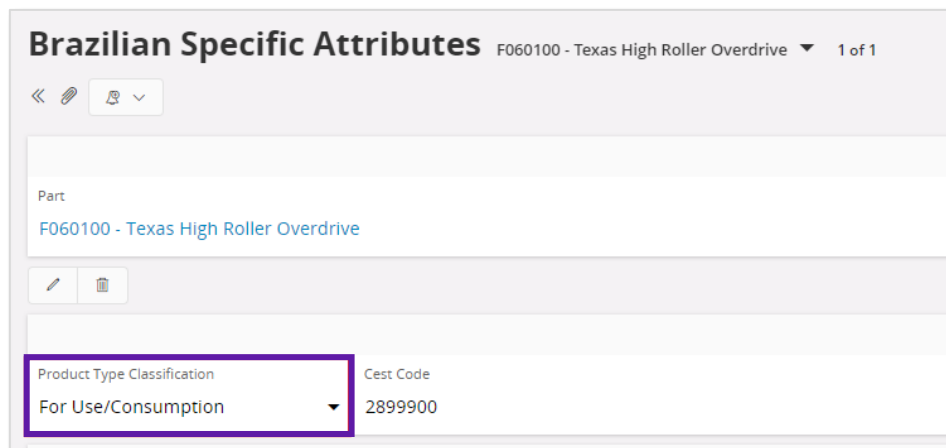 Brazilian Specific Attributes F060100 - Texas High Roller Overdrive 1 of 1
Part
F060100 - Texas High Roller Overdrive
Product Type Classification Cest Code
For Use/Consumption 2899900